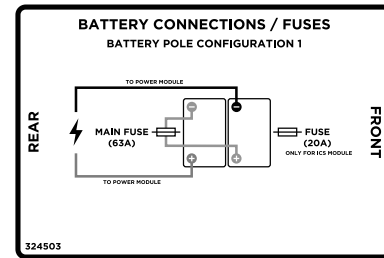 BATTERY CONNECTIONS / FUSES
BATTERY POLE CONFIGURATION 1
TO POWER MODULE
REAR
MAIN FUSE
(63A)
FUSE
(20A)
ONLY FOR ICS MODULE
FRONT
TO POWER MODULE
324503